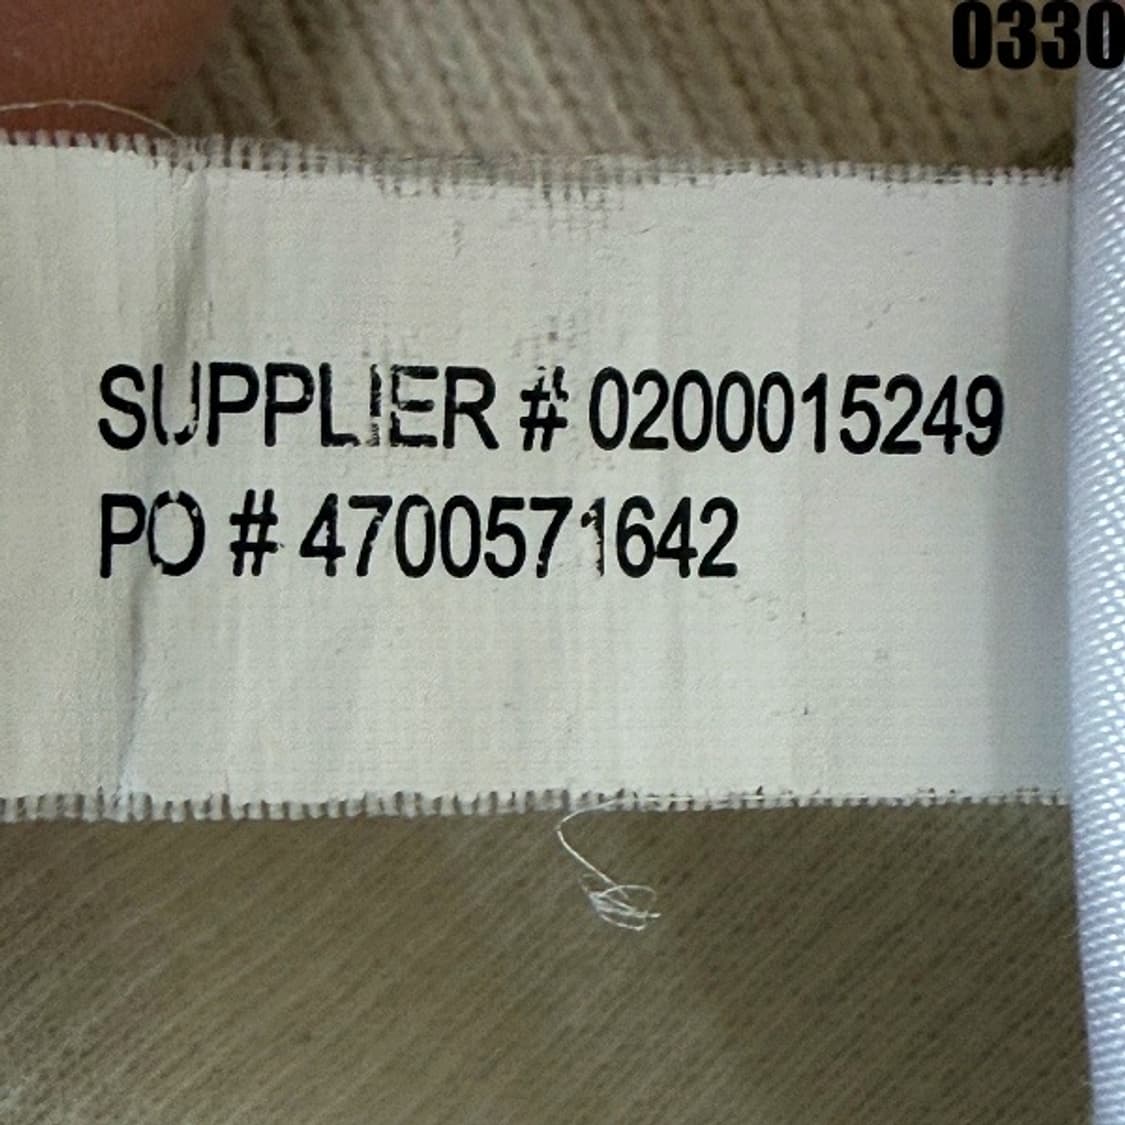 0330
SUPPLIER # 0200015249
PO # 4700571642